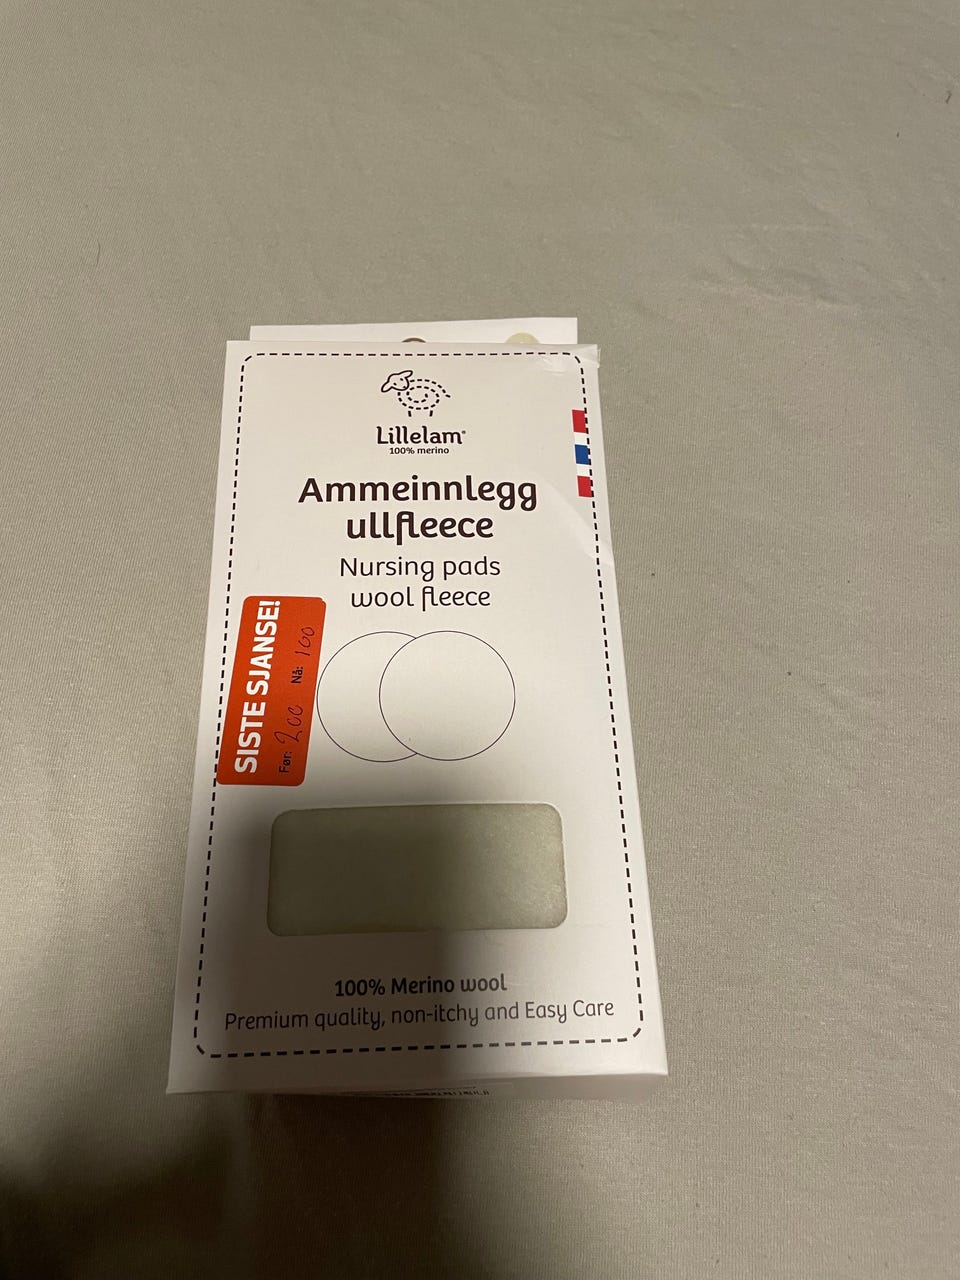 Lillelam®
100% merino
Ammeinnlegg
ullfleece
Nursing pads
wool fleece
SISTE SJANSE!
Før: 200 Nå: 100
100% Merino wool
Premium quality, non-itchy and Easy Care